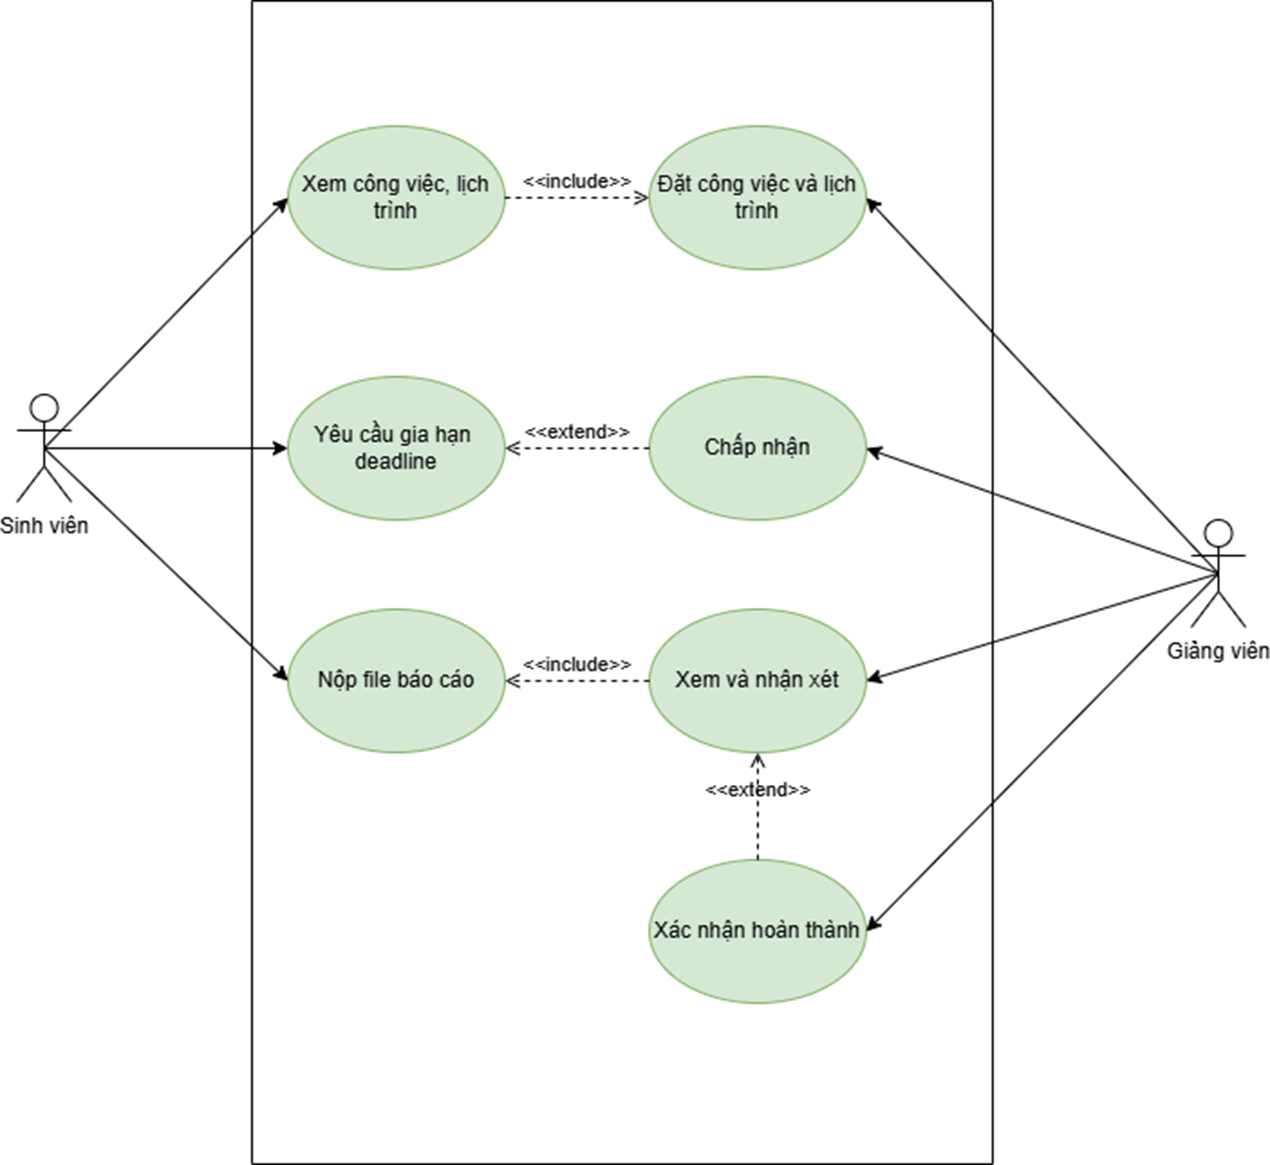 Xem công việc, lịch
trình
<<include>>
Đặt công việc và lịch
trình
Yêu cầu gia hạn
deadline
<<extend>>
Chấp nhận
Sinh viên
Giảng viên
Nộp file báo cáo
<<include>>
Xem và nhận xét
<<extend>>
Xác nhận hoàn thành